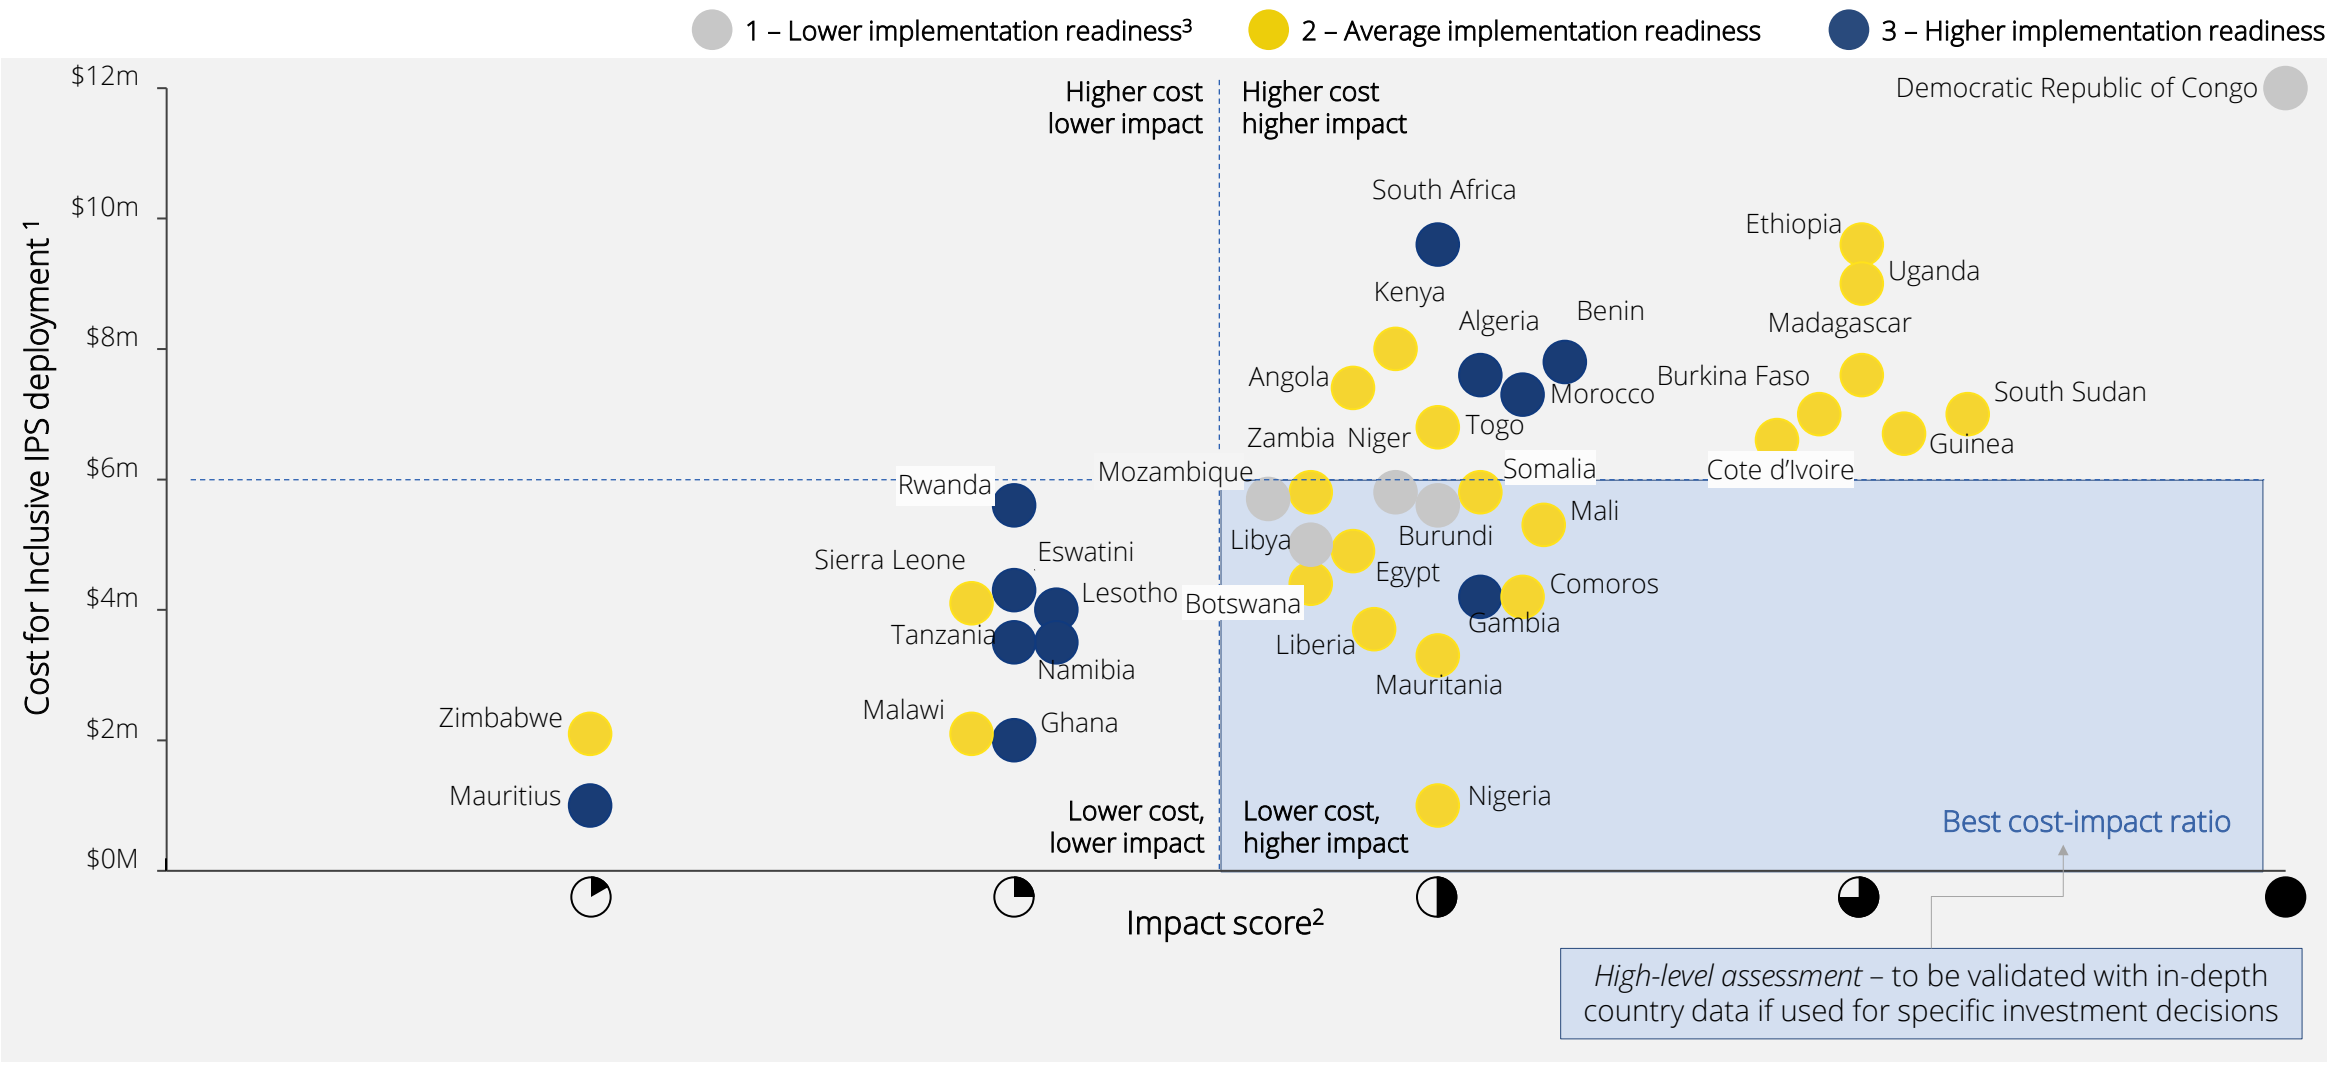 1 – Lower implementation readiness³
2 – Average implementation readiness
3 – Higher implementation readiness
$12m
$10m
$8m
$6m
$4m
$2m
$0M
Cost for Inclusive IPS deployment ¹
Higher cost
lower impact
Higher cost
higher impact
Democratic Republic of Congo
South Africa
Ethiopia
Uganda
Kenya
Algeria
Benin
Madagascar
Angola
Morocco
Burkina Faso
South Sudan
Zambia
Niger
Togo
Guinea
Mozambique
Somalia
Cote d’Ivoire
Rwanda
Mali
Libya
Burundi
Sierra Leone
Eswatini
Egypt
Lesotho
Botswana
Comoros
Gambia
Tanzania
Liberia
Namibia
Mauritania
Malawi
Ghana
Zimbabwe
Mauritius
Nigeria
Lower cost,
lower impact
Lower cost,
higher impact
Best cost-impact ratio
Impact score²
High-level assessment – to be validated with in-depth
country data if used for specific investment decisions